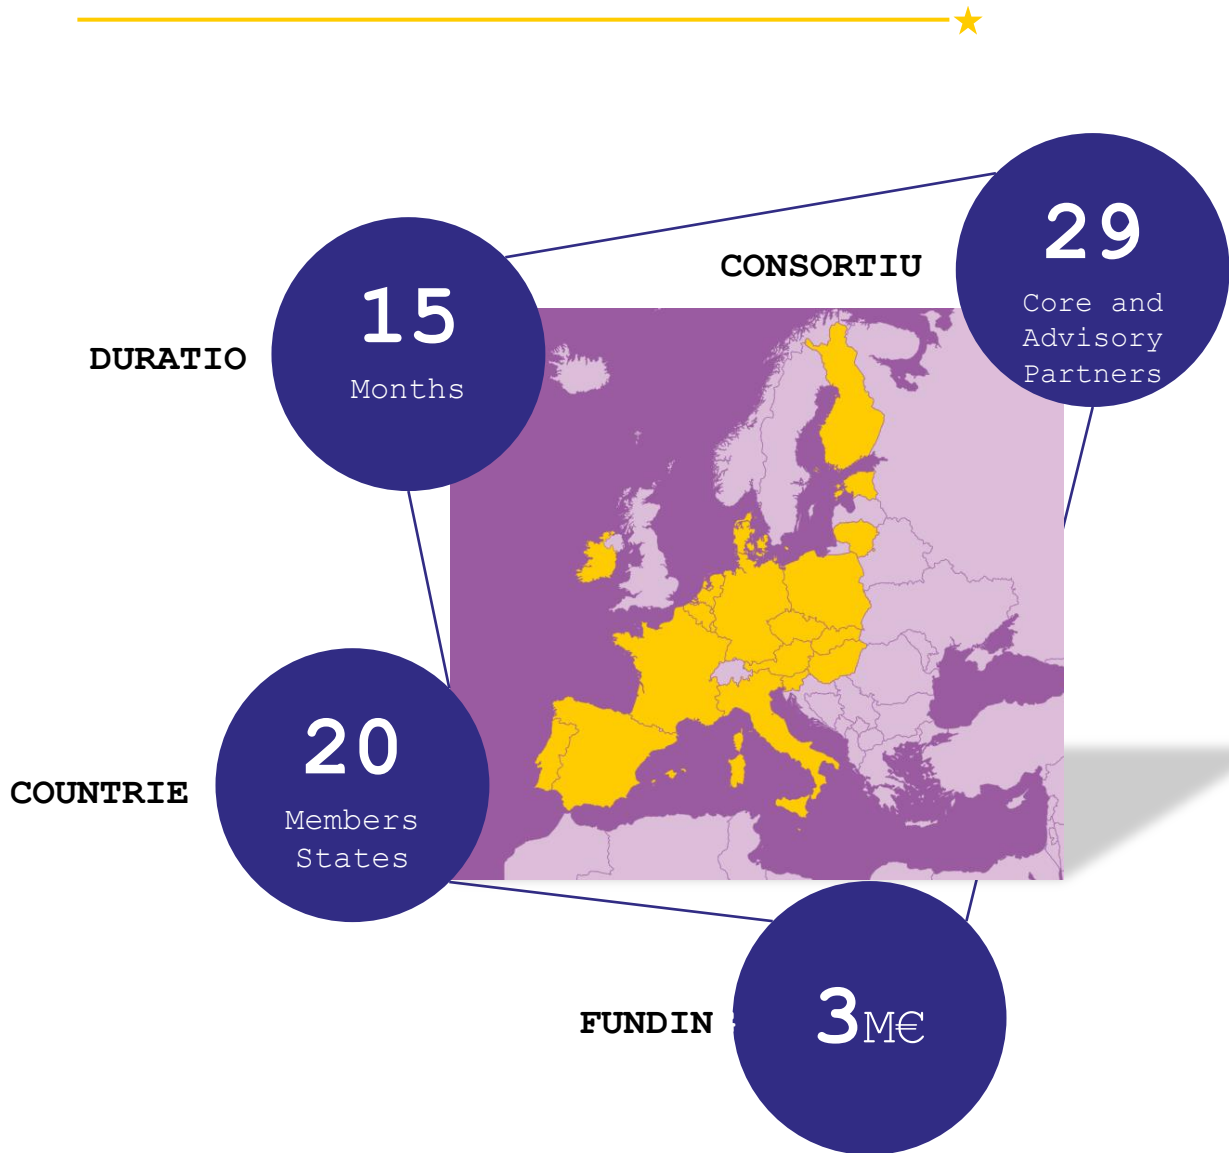 29
CONSORTIU
Core and
Advisory
Partners
15
DURATIO
Months
20
COUNTRIE
Members
States
3M€
FUNDIN